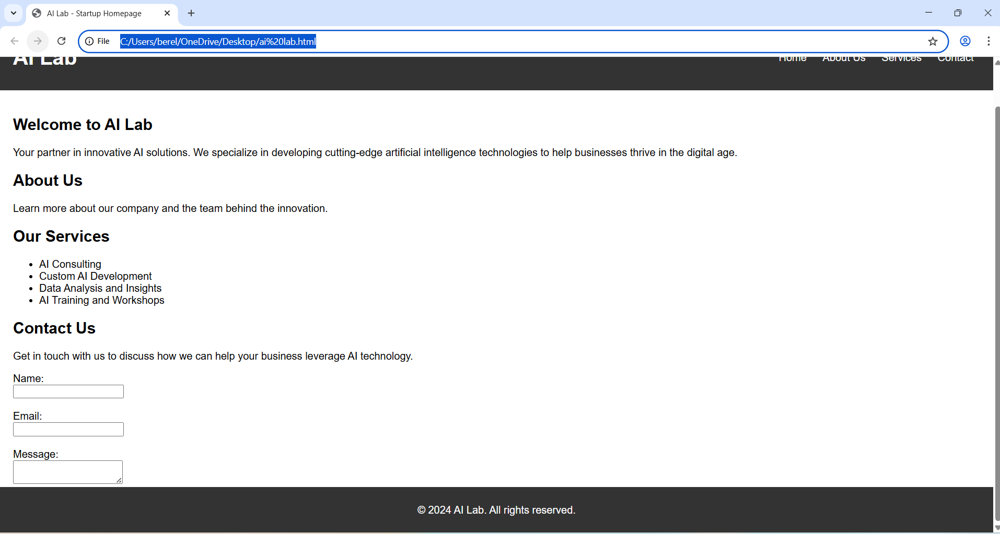 AI Lab - Startup Homepage
File C:/Users/berel/OneDrive/Desktop/ai%20lab.html
AI Lab Home About Us Services Contact
Welcome to AI Lab
Your partner in innovative AI solutions. We specialize in developing cutting-edge artificial intelligence technologies to help businesses thrive in the digital age.
About Us
Learn more about our company and the team behind the innovation.
Our Services
• AI Consulting
• Custom AI Development
• Data Analysis and Insights
• AI Training and Workshops
Contact Us
Get in touch with us to discuss how we can help your business leverage AI technology.
Name:
Email:
Message:
© 2024 AI Lab. All rights reserved.